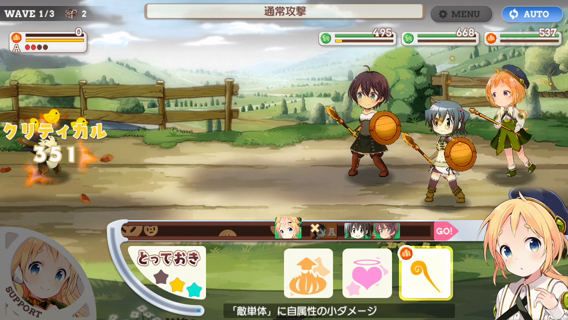 WAVE 1/3
2
通常攻撃
MENU
AUTO
0
A
495
668
537
クリティカル
351
A
GO!
とっておき
SUPPORT
「敵単体」に自属性の小ダメージ